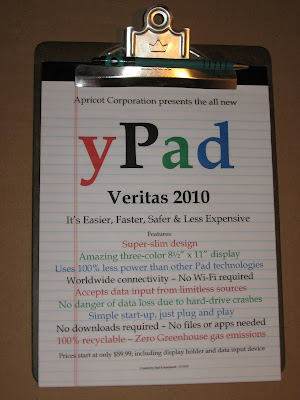 Apricot Corporation presents the all new
yPad
Veritas 2010
It's Easier, Faster, Safer & Less Expensive
Features:
Super-slim design
Amazing three-color 8½" x 11" display
Uses 100% less power than other Pad technologies
Worldwide connectivity – No Wi-Fi required
Accepts data input from limitless sources
No danger of data loss due to hard-drive crashes
Simple start-up, just plug and play
No downloads required – No files or apps needed
100% recyclable – Zero Greenhouse gas emissions
Prices start at only $59.99, including display holder and data input device